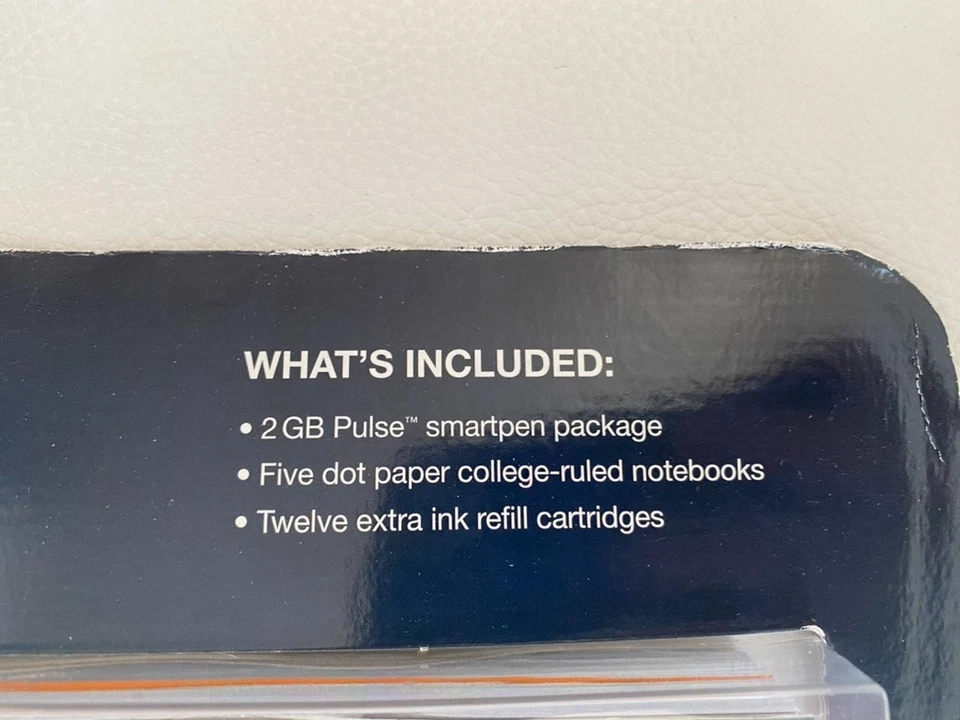 WHAT'S INCLUDED:
• 2 GB Pulse™ smartpen package
• Five dot paper college-ruled notebooks
• Twelve extra ink refill cartridges